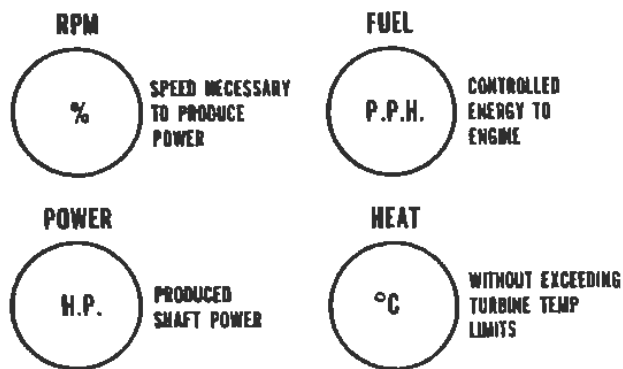 RPM
%
SPEED NECESSARY
TO PRODUCE
POWER
FUEL
P.P.H.
CONTROLLED
ENERGY TO
ENGINE
POWER
H.P.
PRODUCED
SHAFT POWER
HEAT
°C
WITHOUT EXCEEDING
TURBINE TEMP
LIMITS